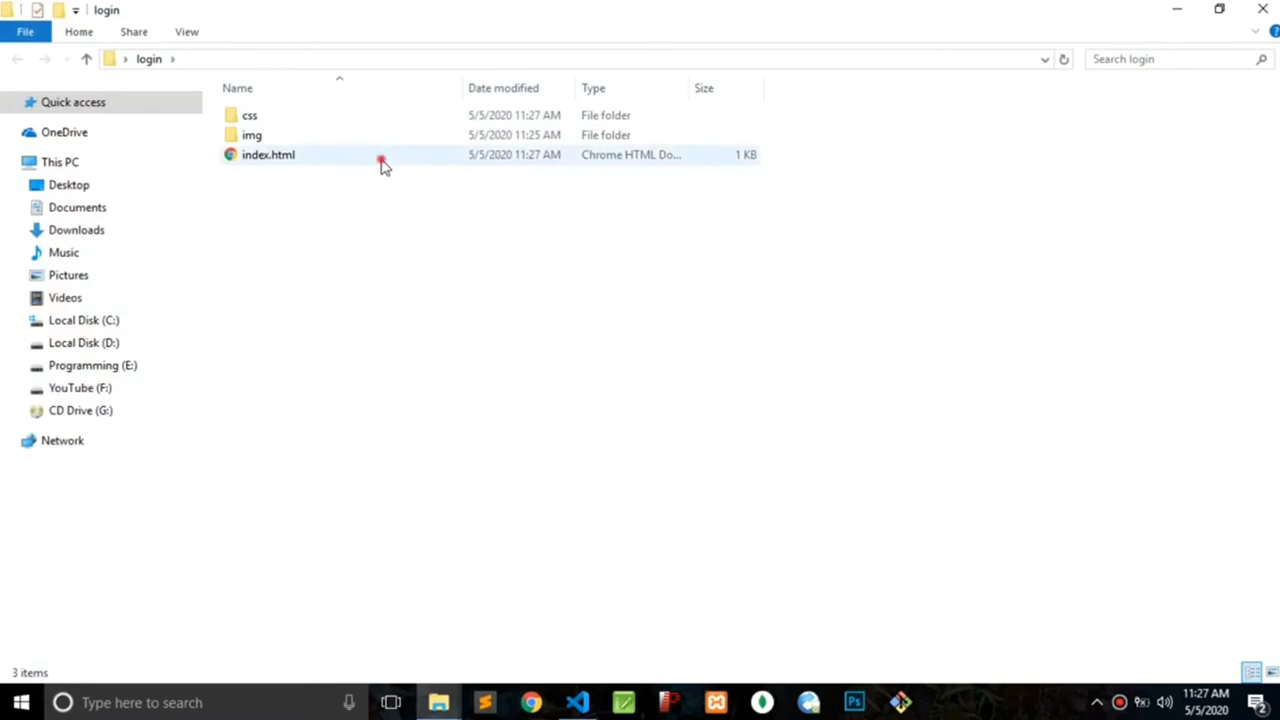 login
File Home Share View
login
Search login
Name Date modified Type Size
Quick access
css 5/5/2020 11:27 AM File folder
OneDrive
img 5/5/2020 11:25 AM File folder
This PC
index.html 5/5/2020 11:27 AM Chrome HTML Do... 1 KB
Desktop
Documents
Downloads
Music
Pictures
Videos
Local Disk (C:)
Local Disk (D:)
Programming (E:)
YouTube (F:)
CD Drive (G:)
Network
3 items
Type here to search
11:27 AM
5/5/2020
2